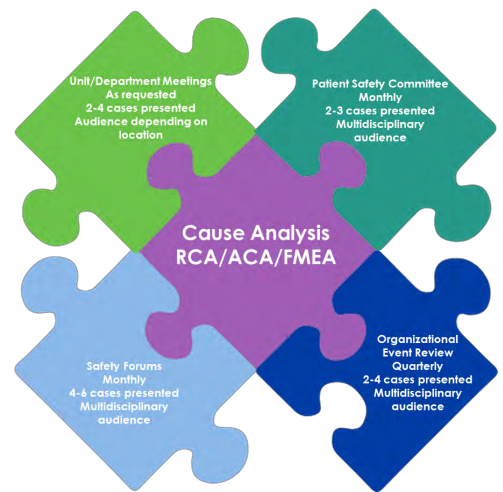 Unit/Department Meetings
As requested
2-4 cases presented
Audience depending on
location
Patient Safety Committee
Monthly
2-3 cases presented
Multidisciplinary
audience
Cause Analysis
RCA/ACA/FMEA
Safety Forums
Monthly
4-6 cases presented
Multidisciplinary
audience
Organizational
Event Review
Quarterly
2-4 cases presented
Multidisciplinary
audience